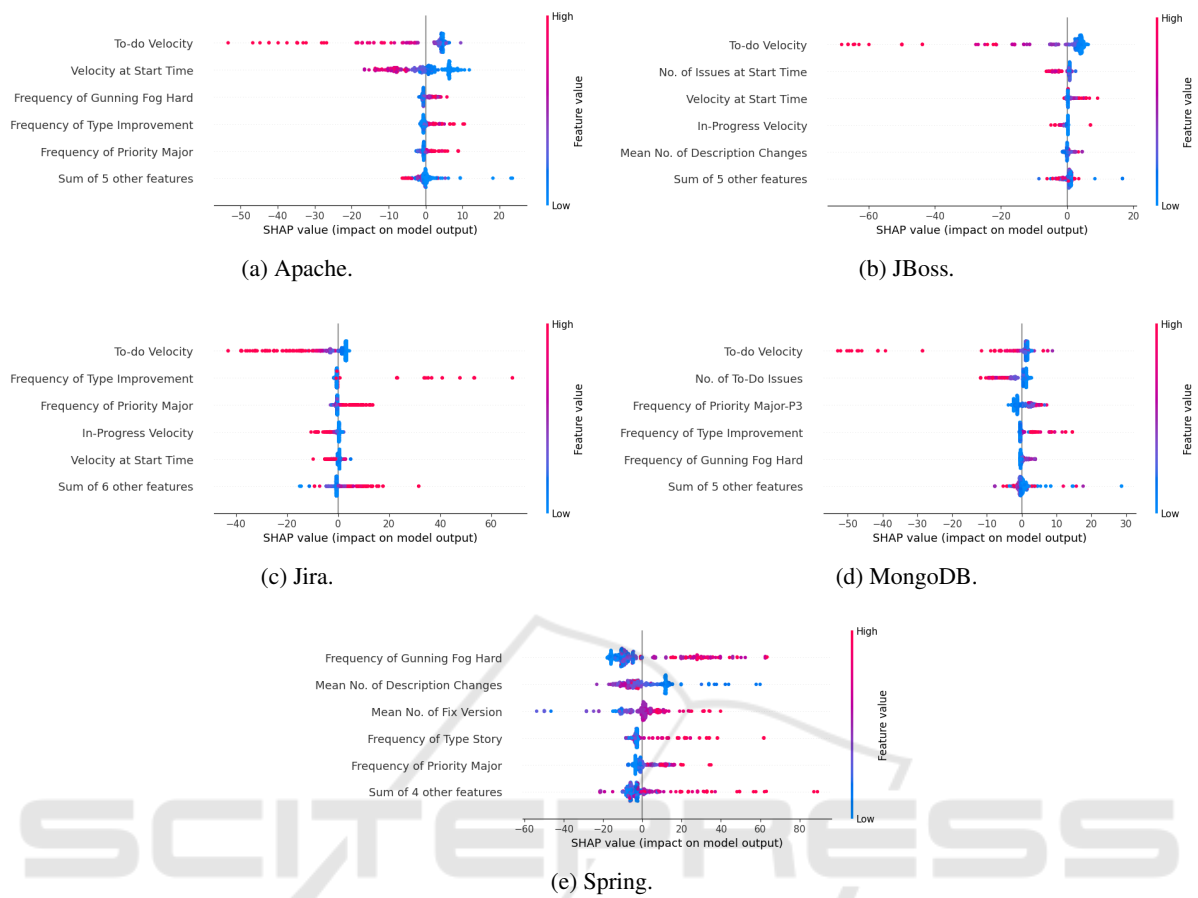 High
To-do Velocity
Velocity at Start Time
Frequency of Gunning Fog Hard
Frequency of Type Improvement
Frequency of Priority Major
Sum of 5 other features
Feature value
Low
−50 −40 −30 −20 −10 0 10 20
SHAP value (impact on model output)
(a) Apache.
High
To-do Velocity
No. of Issues at Start Time
Velocity at Start Time
In-Progress Velocity
Mean No. of Description Changes
Sum of 5 other features
Feature value
Low
−60 −40 −20 0 20
SHAP value (impact on model output)
(b) JBoss.
High
To-do Velocity
Frequency of Type Improvement
Frequency of Priority Major
In-Progress Velocity
Velocity at Start Time
Sum of 6 other features
Feature value
Low
−40 −20 0 20 40 60
SHAP value (impact on model output)
(c) Jira.
High
To-do Velocity
No. of To-Do Issues
Frequency of Priority Major-P3
Frequency of Type Improvement
Frequency of Gunning Fog Hard
Sum of 5 other features
Feature value
Low
−50 −40 −30 −20 −10 0 10 20 30
SHAP value (impact on model output)
(d) MongoDB.
High
Frequency of Gunning Fog Hard
Mean No. of Description Changes
Mean No. of Fix Version
Frequency of Type Story
Frequency of Priority Major
Sum of 4 other features
Feature value
Low
−60 −40 −20 0 20 40 60 80
SHAP value (impact on model output)
(e) Spring.
SCITEPRESS